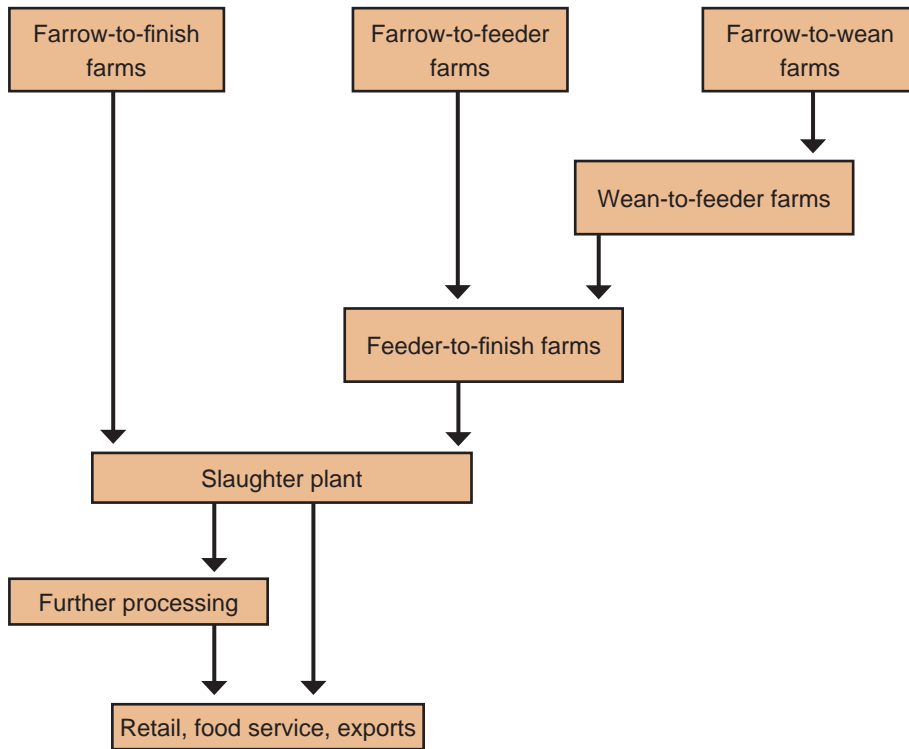 Farrow-to-finish
farms
Farrow-to-feeder
farms
Farrow-to-wean
farms
Wean-to-feeder farms
Feeder-to-finish farms
Slaughter plant
Further processing
Retail, food service, exports